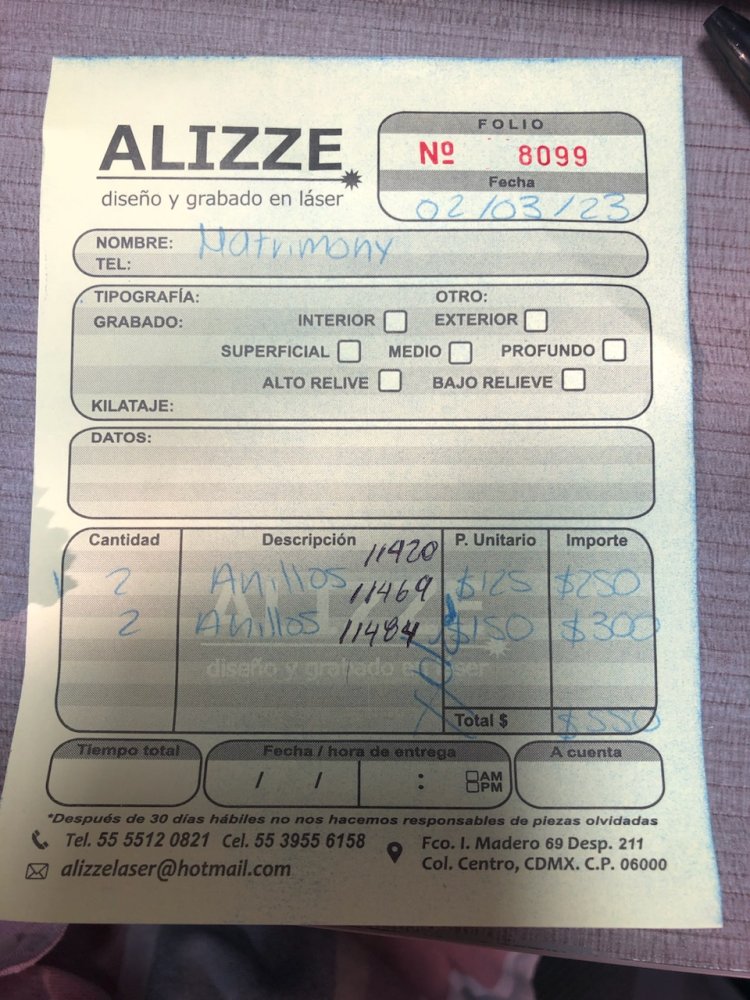 ALIZZE
diseño y grabado en láser
FOLIO
Nº 8099
Fecha
02/03/23
NOMBRE: Matrimony
TEL:
TIPOGRAFÍA: OTRO:
GRABADO: INTERIOR EXTERIOR
SUPERFICIAL MEDIO PROFUNDO
ALTO RELIVE BAJO RELIEVE
KILATAJE:
DATOS:
Cantidad Descripción P. Unitario Importe
11420
2 Anillos 11469 $125 $250
2 Anillos 11484 $150 $300
ALIZZE
diseño y grabado en láser
Total $ $550
Tiempo total Fecha / hora de entrega A cuenta
/ / : AM
PM
*Después de 30 días hábiles no nos hacemos responsables de piezas olvidadas
Tel. 55 5512 0821 Cel. 55 3955 6158
alizzelaser@hotmail.com
Fco. I. Madero 69 Desp. 211
Col. Centro, CDMX. C.P. 06000